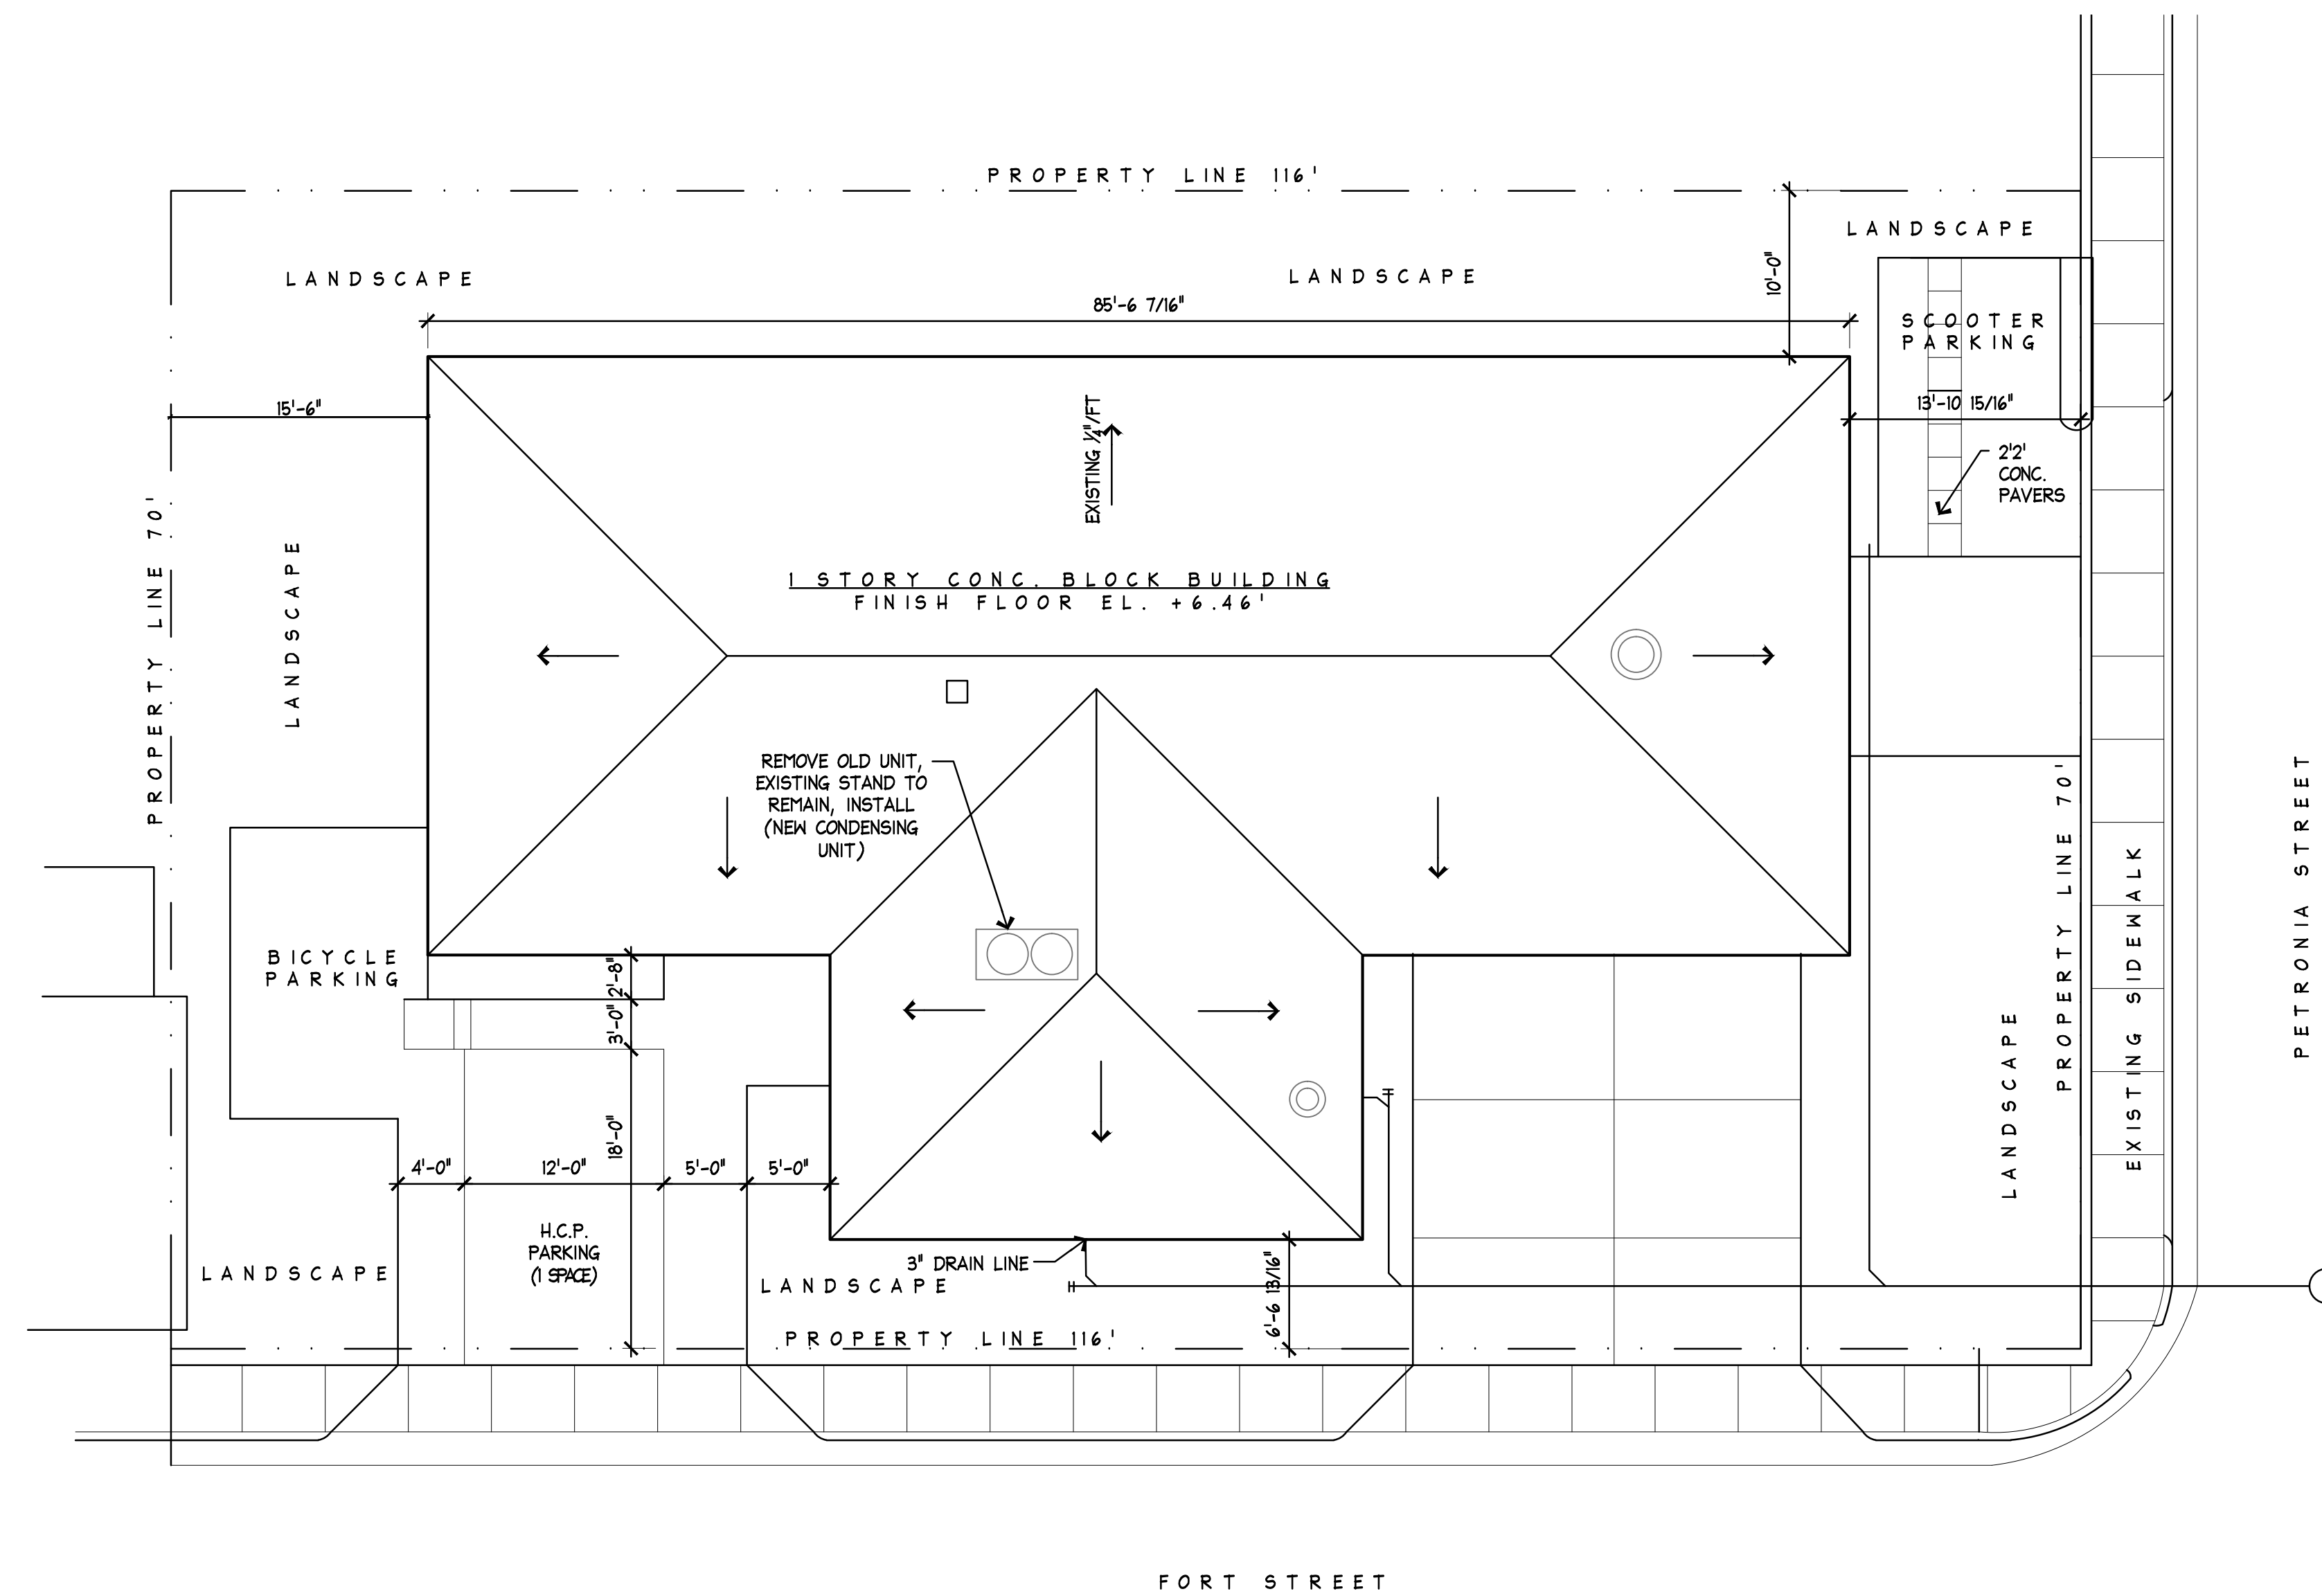 PROPERTY LINE 116'
LANDSCAPE
LANDSCAPE
LANDSCAPE
10'-0"
85'-6 7/16"
SCOOTER
PARKING
15'-6"
13'-10 15/16"
EXISTING ¼"/FT
2'2'
CONC.
PAVERS
PROPERTY LINE 70'
LANDSCAPE
1 STORY CONC. BLOCK BUILDING
FINISH FLOOR EL. +6.46'
REMOVE OLD UNIT,
EXISTING STAND TO
REMAIN, INSTALL
(NEW CONDENSING
UNIT)
PROPERTY LINE 70'
EXISTING SIDEWALK
PETRONIA STREET
BICYCLE
PARKING
2'-8"
3'-0"
18'-0"
LANDSCAPE
4'-0"
12'-0"
5'-0"
5'-0"
H.C.P.
PARKING
(1 SPACE)
LANDSCAPE
3" DRAIN LINE
LANDSCAPE
6'-6 13/16"
PROPERTY LINE 116'
FORT STREET